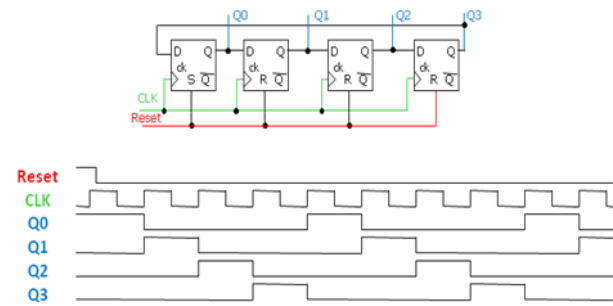 Q0 Q1 Q2 Q3
D Q D Q D Q D Q
ck ck ck ck
S Q R Q R Q R Q
CLK
Reset
Reset
CLK
Q0
Q1
Q2
Q3